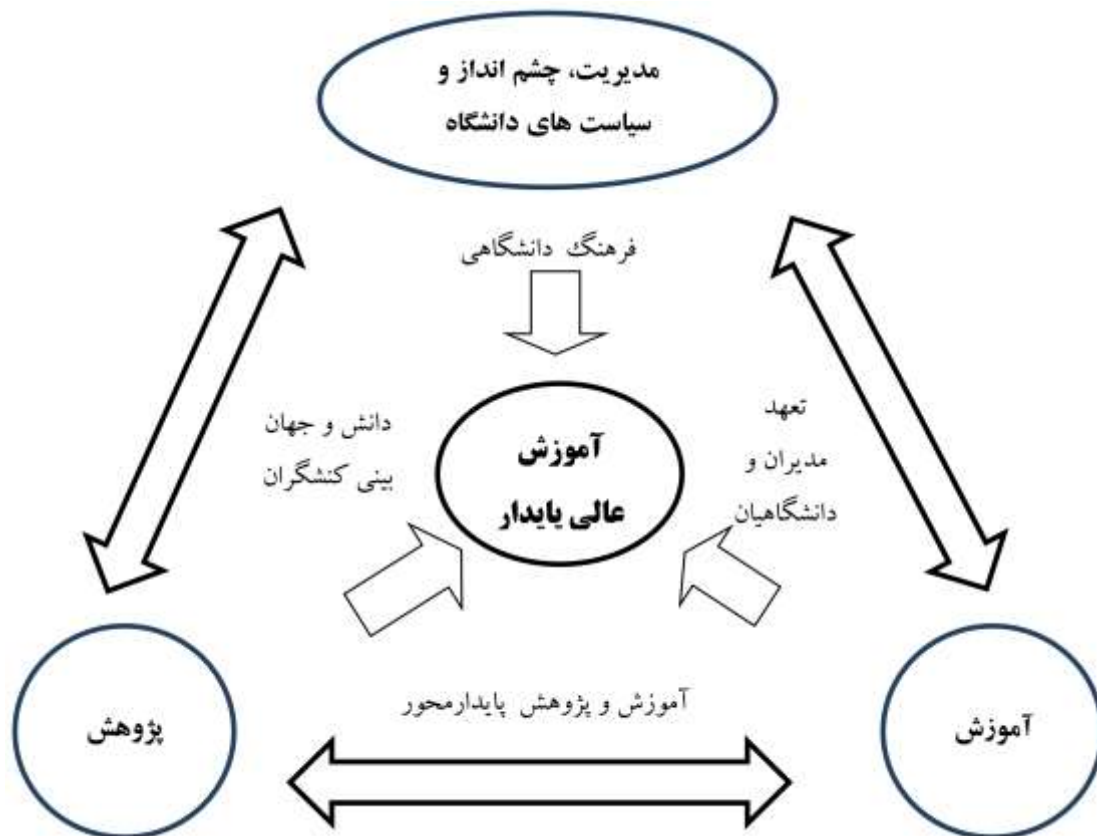 مدیریت، چشم انداز و
سیاست های دانشگاه
فرهنگ دانشگاهی
تعهد
مدیران و
دانشگاهیان
دانش و جهان
بینی کنشگران
آموزش
عالی پایدار
آموزش و پژوهش پایدارمحور
آموزش
پژوهش